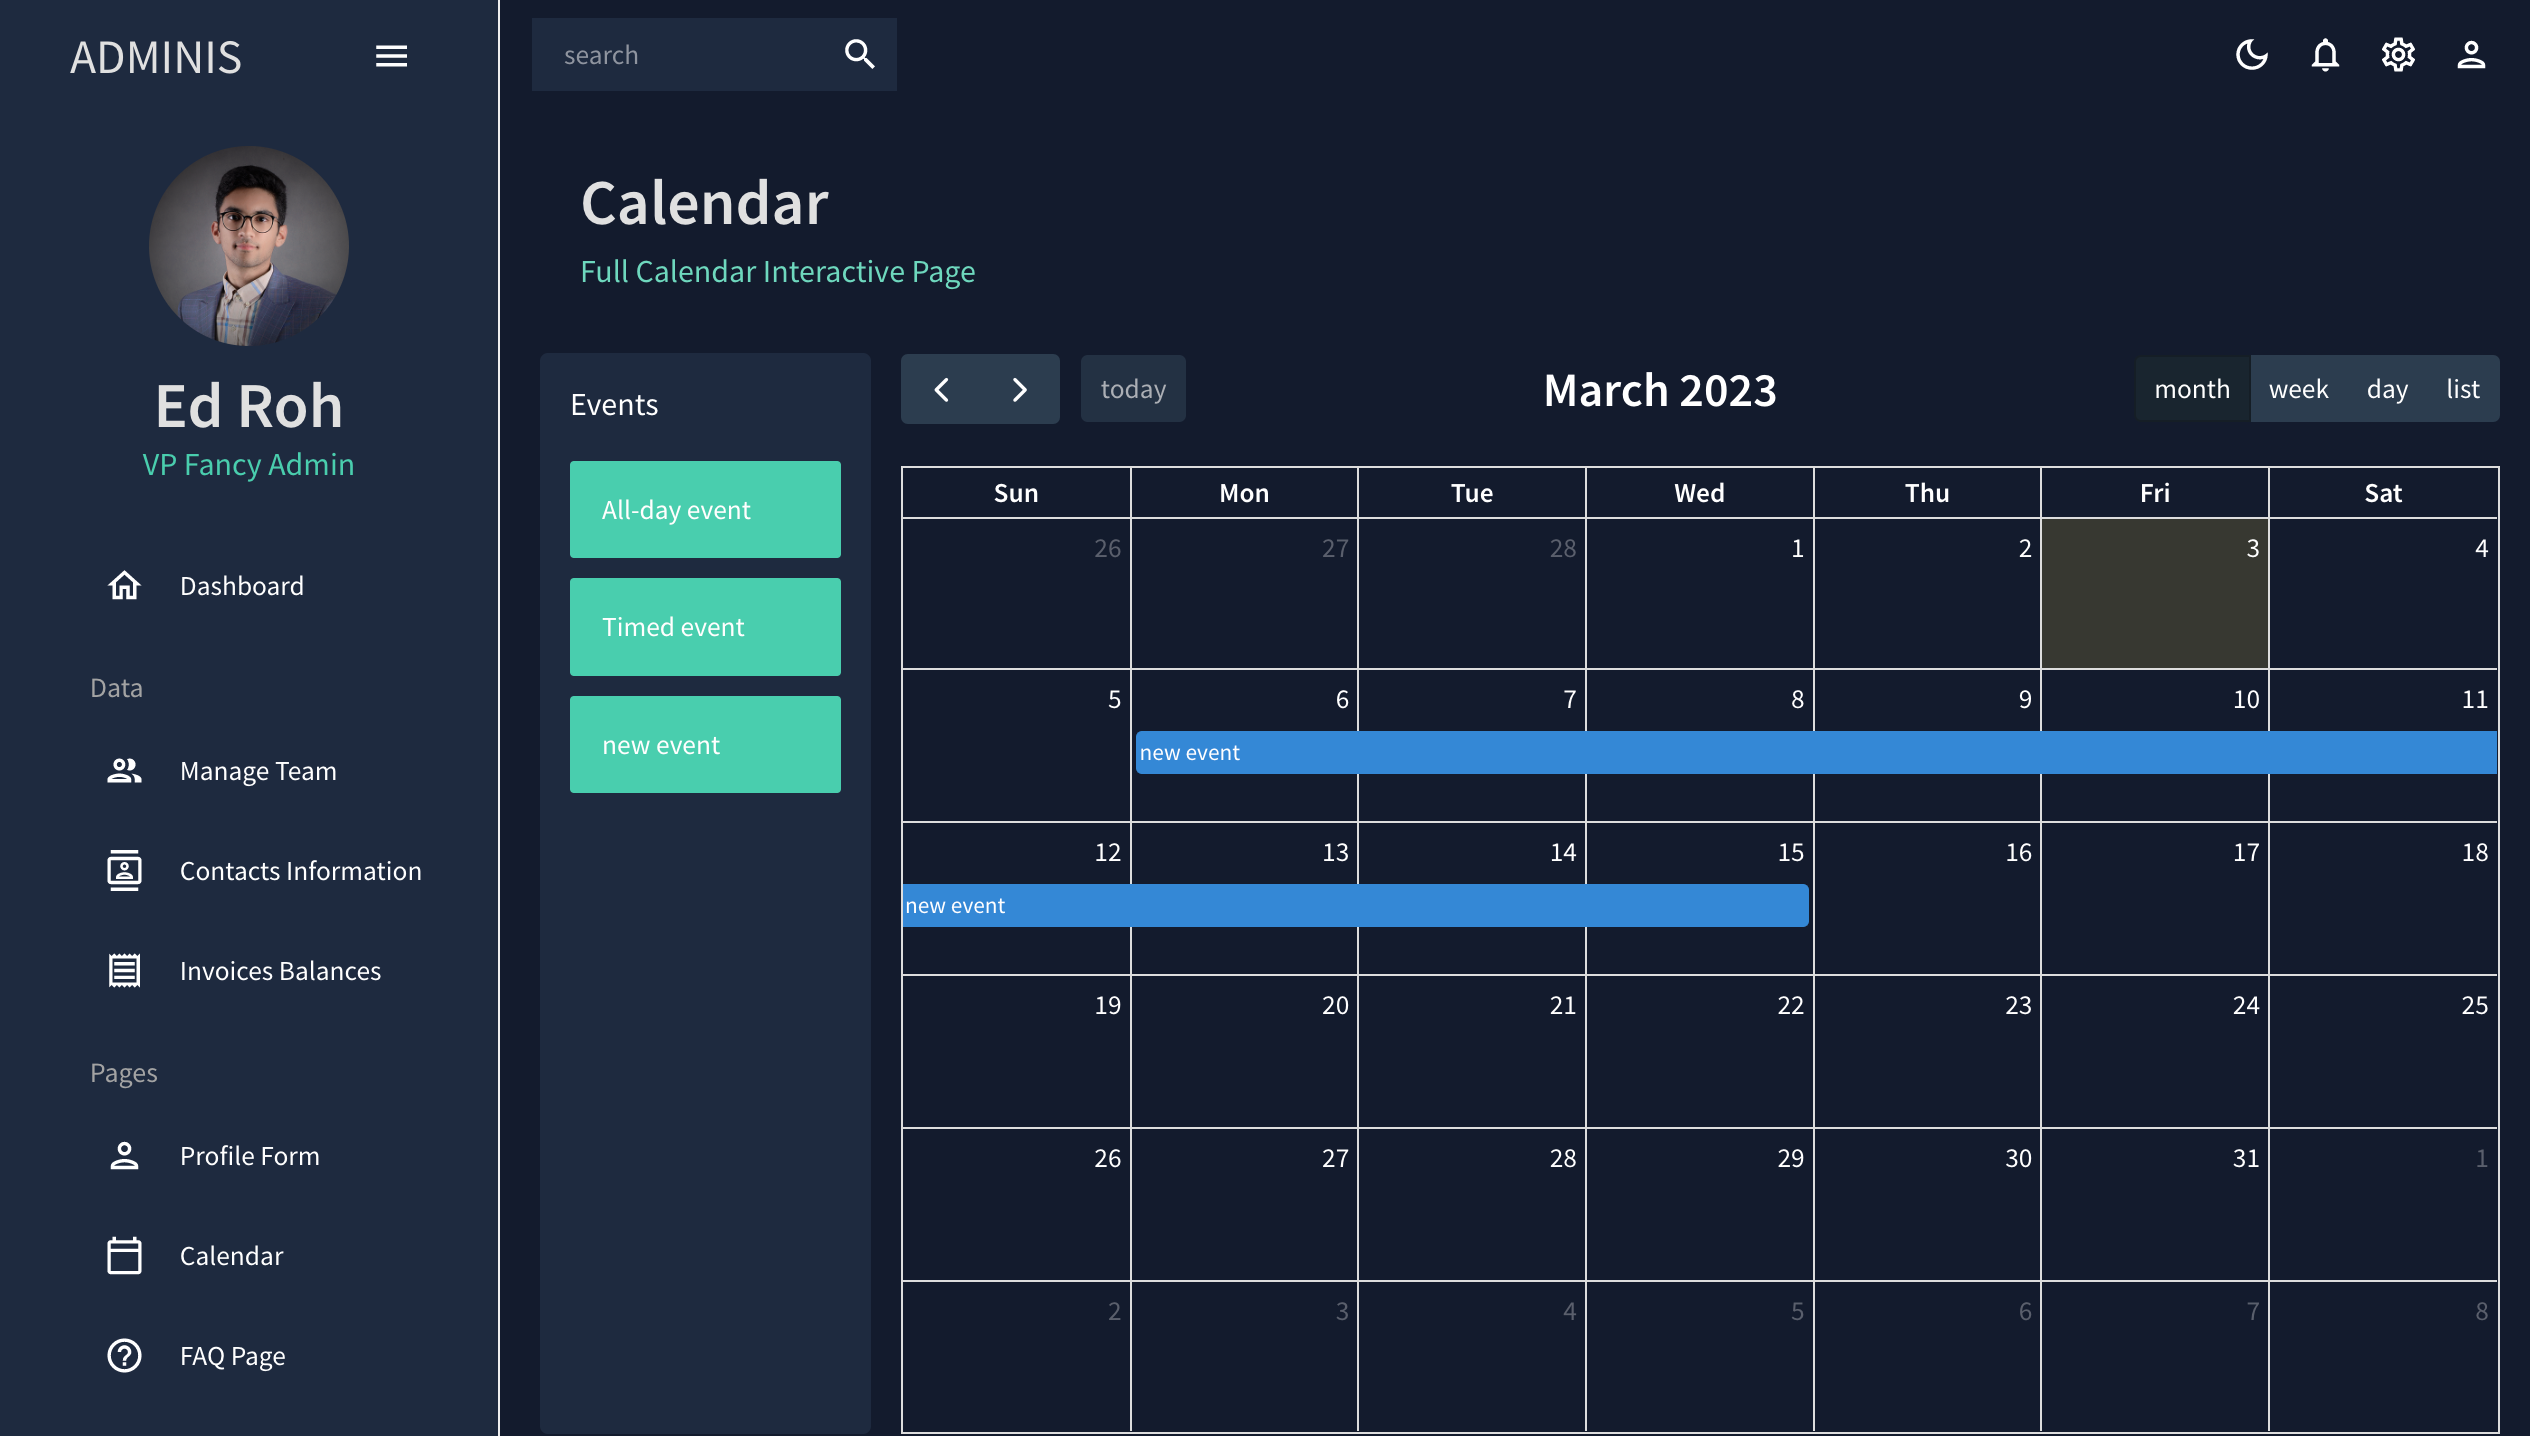 ADMINIS
search
Ed Roh
VP Fancy Admin
Dashboard
Data
Manage Team
Contacts Information
Invoices Balances
Pages
Profile Form
Calendar
FAQ Page
Calendar
Full Calendar Interactive Page
Events
All-day event
Timed event
new event
today
March 2023
month week day list
Sun Mon Tue Wed Thu Fri Sat
26 27 28 1 2 3 4
5 6 7 8 9 10 11
new event
12 13 14 15 16 17 18
new event
19 20 21 22 23 24 25
26 27 28 29 30 31 1
2 3 4 5 6 7 8